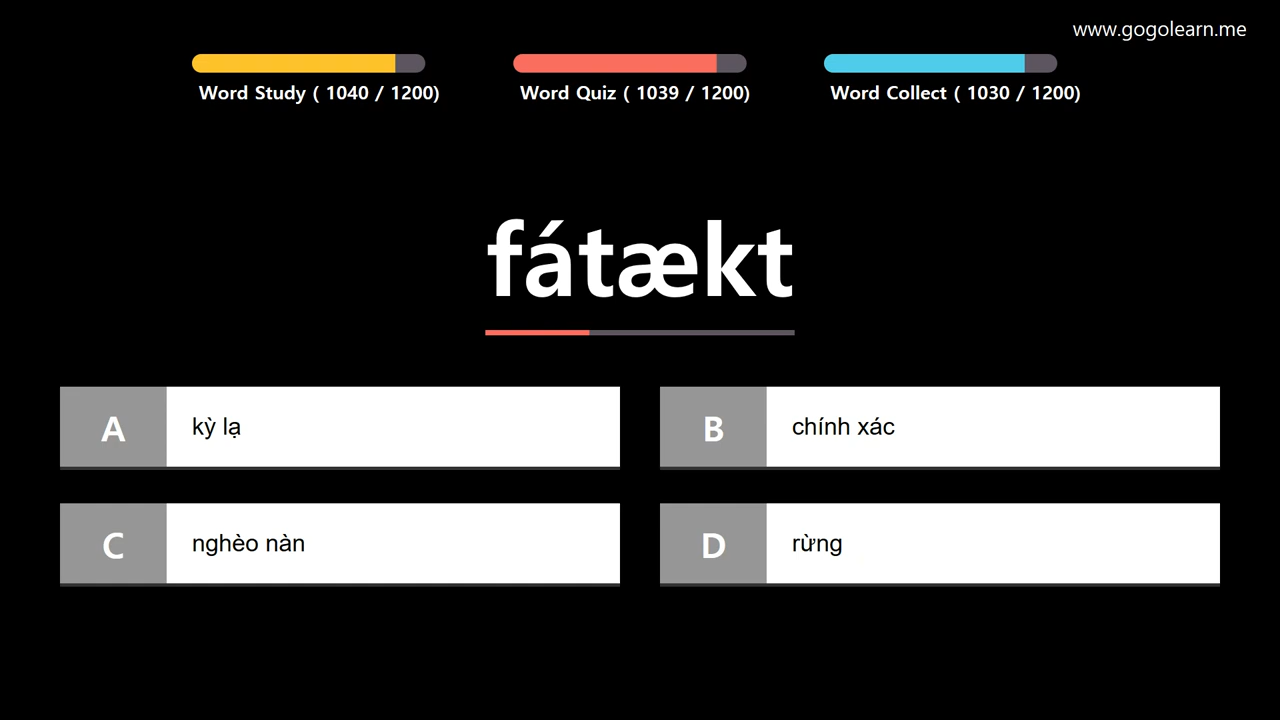 www.gogolearn.me
Word Study ( 1040 / 1200)
Word Quiz ( 1039 / 1200)
Word Collect ( 1030 / 1200)
fátækt
A
kỳ lạ
B
chính xác
C
nghèo nàn
D
rừng